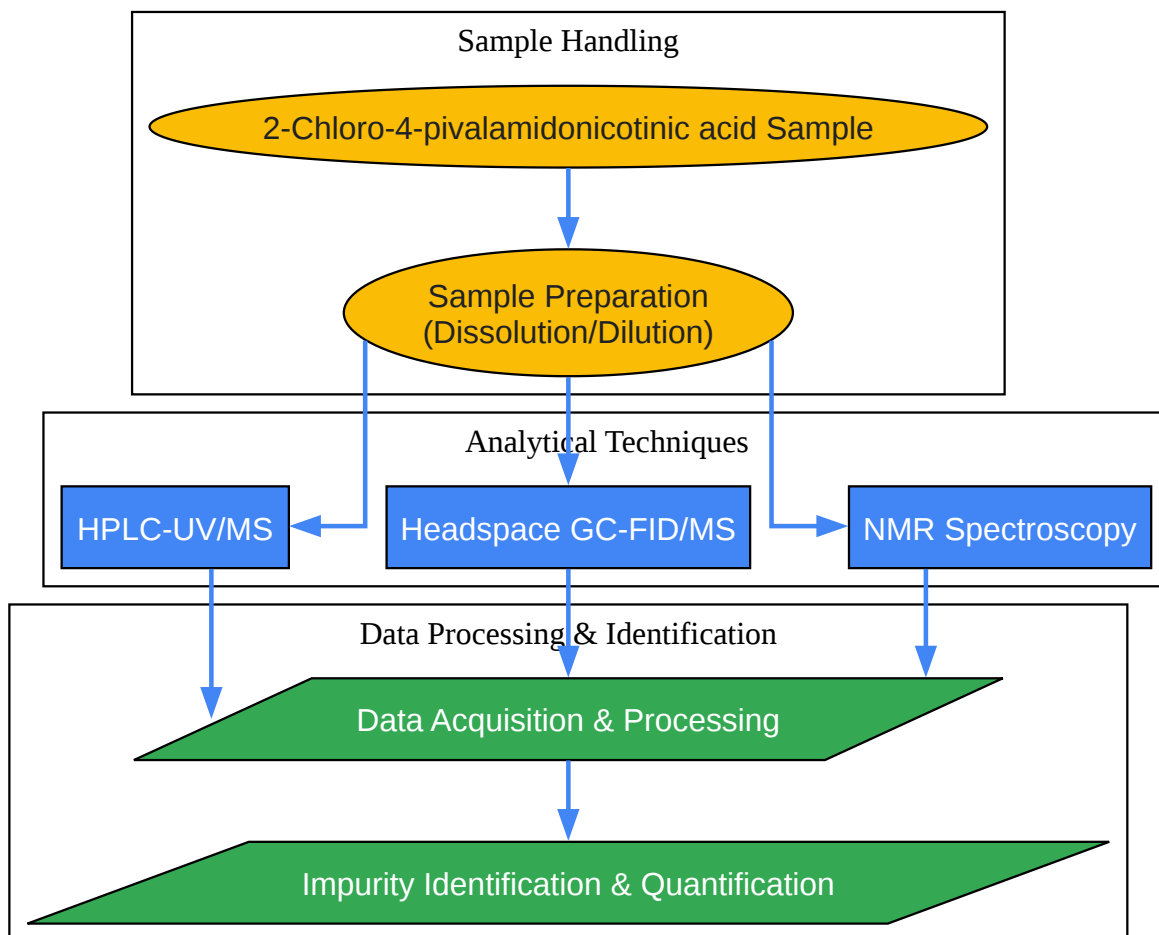 Sample Handling
2-Chloro-4-pivalamidonicotinic acid Sample
Sample Preparation
(Dissolution/Dilution)
Analytical Techniques
HPLC-UV/MS
Headspace GC-FID/MS
NMR Spectroscopy
Data Processing & Identification
Data Acquisition & Processing
Impurity Identification & Quantification